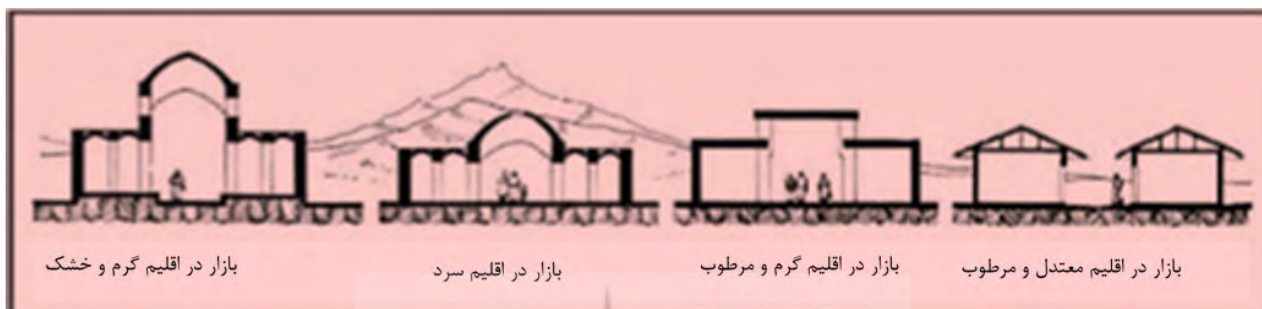 بازار در اقلیم معتدل و مرطوب
بازار در اقلیم گرم و مرطوب
بازار در اقلیم سرد
بازار در اقلیم گرم و خشک